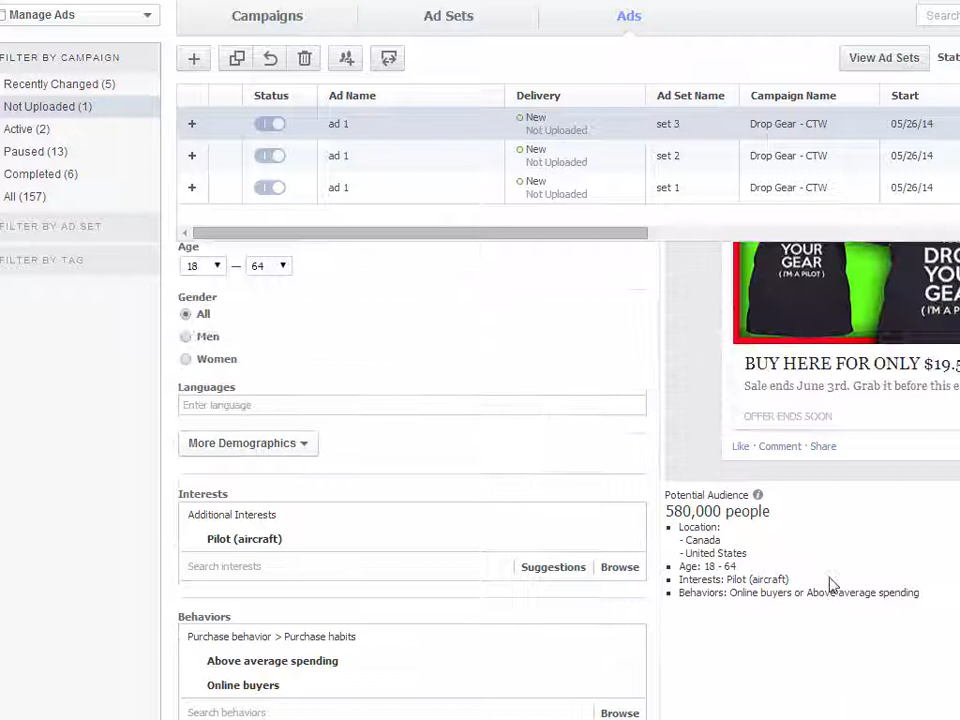 Manage Ads
Campaigns
Ad Sets
Ads
Search
FILTER BY CAMPAIGN
Recently Changed (5)
Not Uploaded (1)
Active (2)
Paused (13)
Completed (6)
All (157)
FILTER BY AD SET
FILTER BY TAG
View Ad Sets
Stat
Status
Ad Name
Delivery
Ad Set Name
Campaign Name
Start
ad 1
New
Not Uploaded
set 3
Drop Gear - CTW
05/26/14
ad 1
New
Not Uploaded
set 2
Drop Gear - CTW
05/26/14
ad 1
New
Not Uploaded
set 1
Drop Gear - CTW
05/26/14
Age
18 — 64
Gender
All
Men
Women
Languages
Enter language
More Demographics
Interests
Additional Interests
Pilot (aircraft)
Search interests
Suggestions
Browse
Behaviors
Purchase behavior > Purchase habits
Above average spending
Online buyers
Search behaviors
Browse
YOUR
GEAR
(I'M A PILOT)
DRO
YOU
GEA
(I'M A P
BUY HERE FOR ONLY $19.5
Sale ends June 3rd. Grab it before this e
OFFER ENDS SOON
Like · Comment · Share
Potential Audience
580,000 people
Location:
- Canada
- United States
Age: 18 - 64
Interests: Pilot (aircraft)
Behaviors: Online buyers or Above average spending